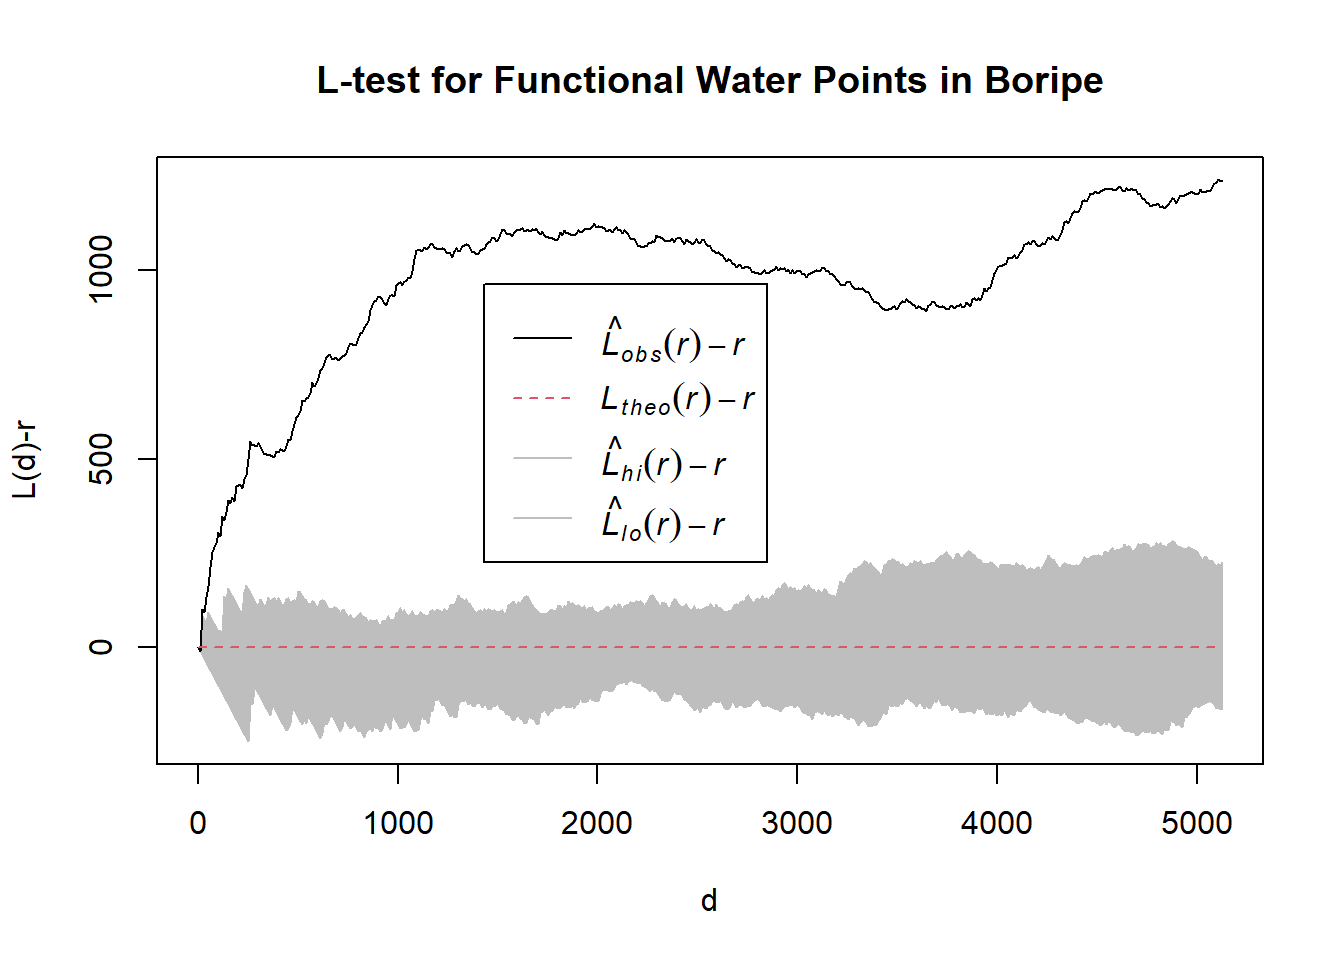 L-test for Functional Water Points in Boripe
L(d)-r
1000
500
0
L̂obs(r) – r
Ltheo(r) – r
L̂hi(r) – r
L̂lo(r) – r
0 1000 2000 3000 4000 5000
d